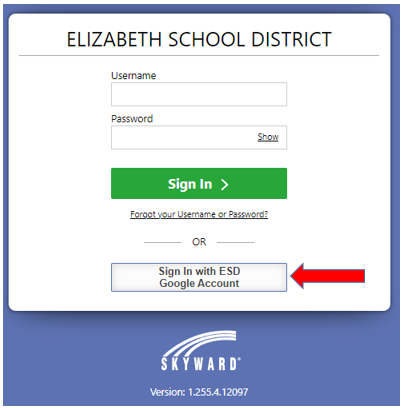 ELIZABETH SCHOOL DISTRICT
Username
Password
Show
Sign In
Forgot your Username or Password?
OR
Sign In with ESD
Google Account
SKYWARD®
Version: 1.255.4.12097